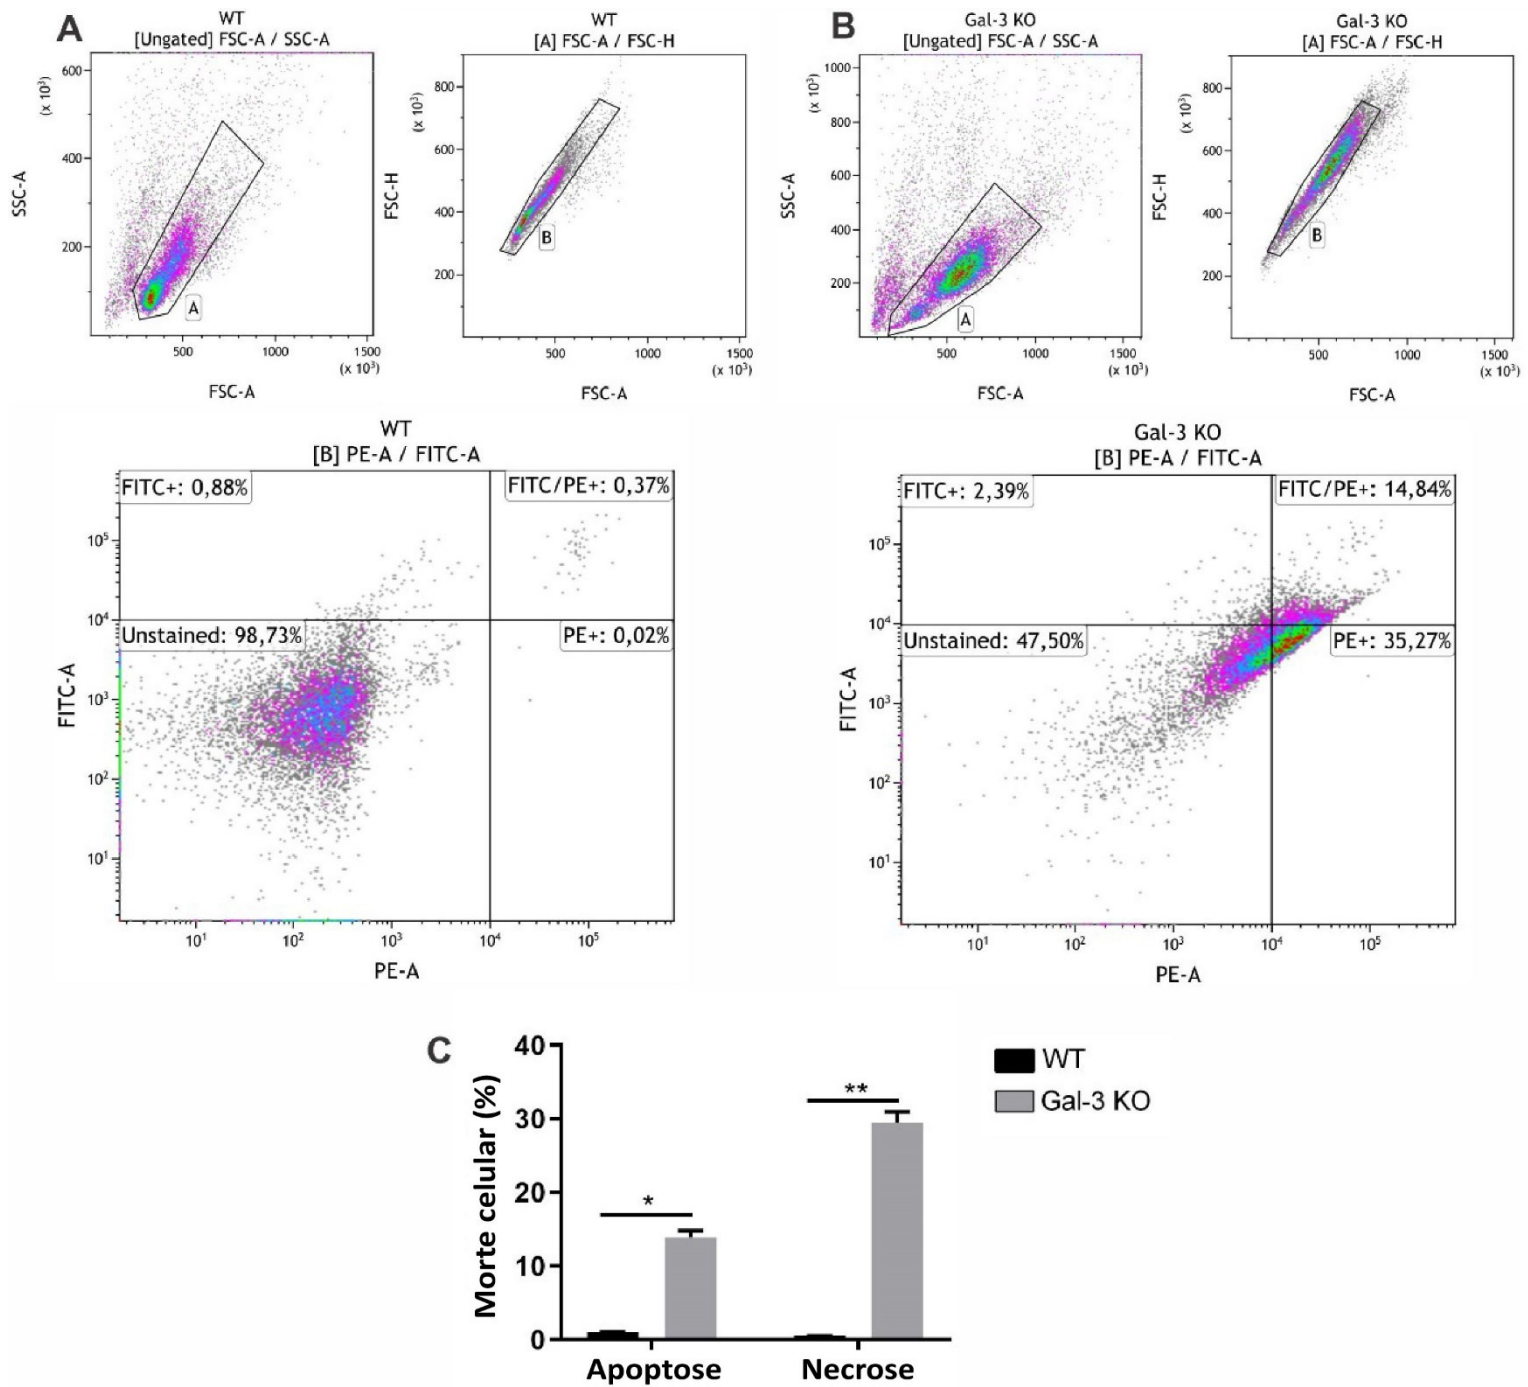 A
WT
[Ungated] FSC-A / SSC-A
(x 10³)
600
400
200
SSC-A
A
500
1000
1500
(x 10³)
FSC-A
WT
[A] FSC-A / FSC-H
(x 10³)
800
600
400
200
FSC-H
B
500
1000
1500
(x 10³)
FSC-A
B
Gal-3 KO
[Ungated] FSC-A / SSC-A
(x 10³)
1000
800
600
400
200
SSC-A
A
500
1000
1500
(x 10³)
FSC-A
Gal-3 KO
[A] FSC-A / FSC-H
(x 10³)
800
600
400
200
FSC-H
B
500
1000
1500
(x 10³)
FSC-A
WT
[B] PE-A / FITC-A
FITC+: 0,88%
FITC/PE+: 0,37%
Unstained: 98,73%
PE+: 0,02%
10⁵
10⁴
10³
10²
10¹
FITC-A
10¹
10²
10³
10⁴
10⁵
PE-A
Gal-3 KO
[B] PE-A / FITC-A
FITC+: 2,39%
FITC/PE+: 14,84%
Unstained: 47,50%
PE+: 35,27%
10⁵
10⁴
10³
10²
10¹
FITC-A
10¹
10²
10³
10⁴
10⁵
PE-A
C
Morte celular (%)
40
30
20
10
0
*
**
Apoptose
Necrose
WT
Gal-3 KO